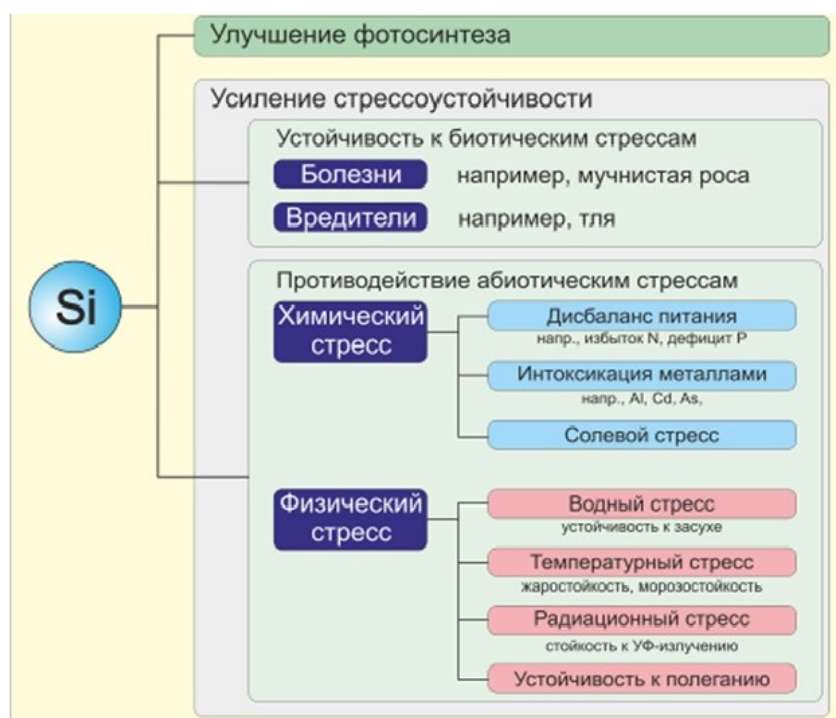 Улучшение фотосинтеза
Усиление стрессоустойчивости
Устойчивость к биотическим стрессам
Болезни например, мучнистая роса
Вредители например, тля
Si
Противодействие абиотическим стрессам
Химический
стресс
Дисбаланс питания
напр., избыток N, дефицит P
Интоксикация металлами
напр., Al, Cd, As,
Солевой стресс
Физический
стресс
Водный стресс
устойчивость к засухе
Температурный стресс
жаростойкость, морозостойкость
Радиационный стресс
стойкость к УФ-излучению
Устойчивость к полеганию